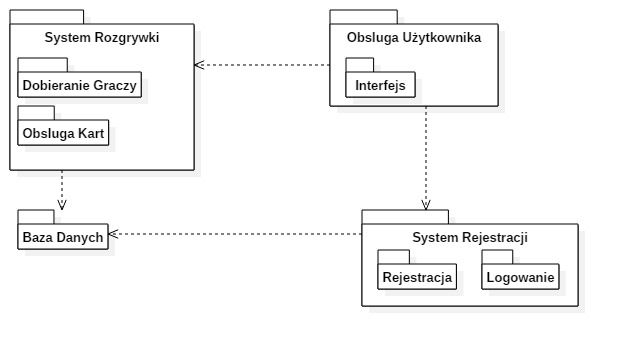 System Rozgrywki
Dobieranie Graczy
Obsluga Kart
Obsluga Użytkownika
Interfejs
Baza Danych
System Rejestracji
Rejestracja
Logowanie